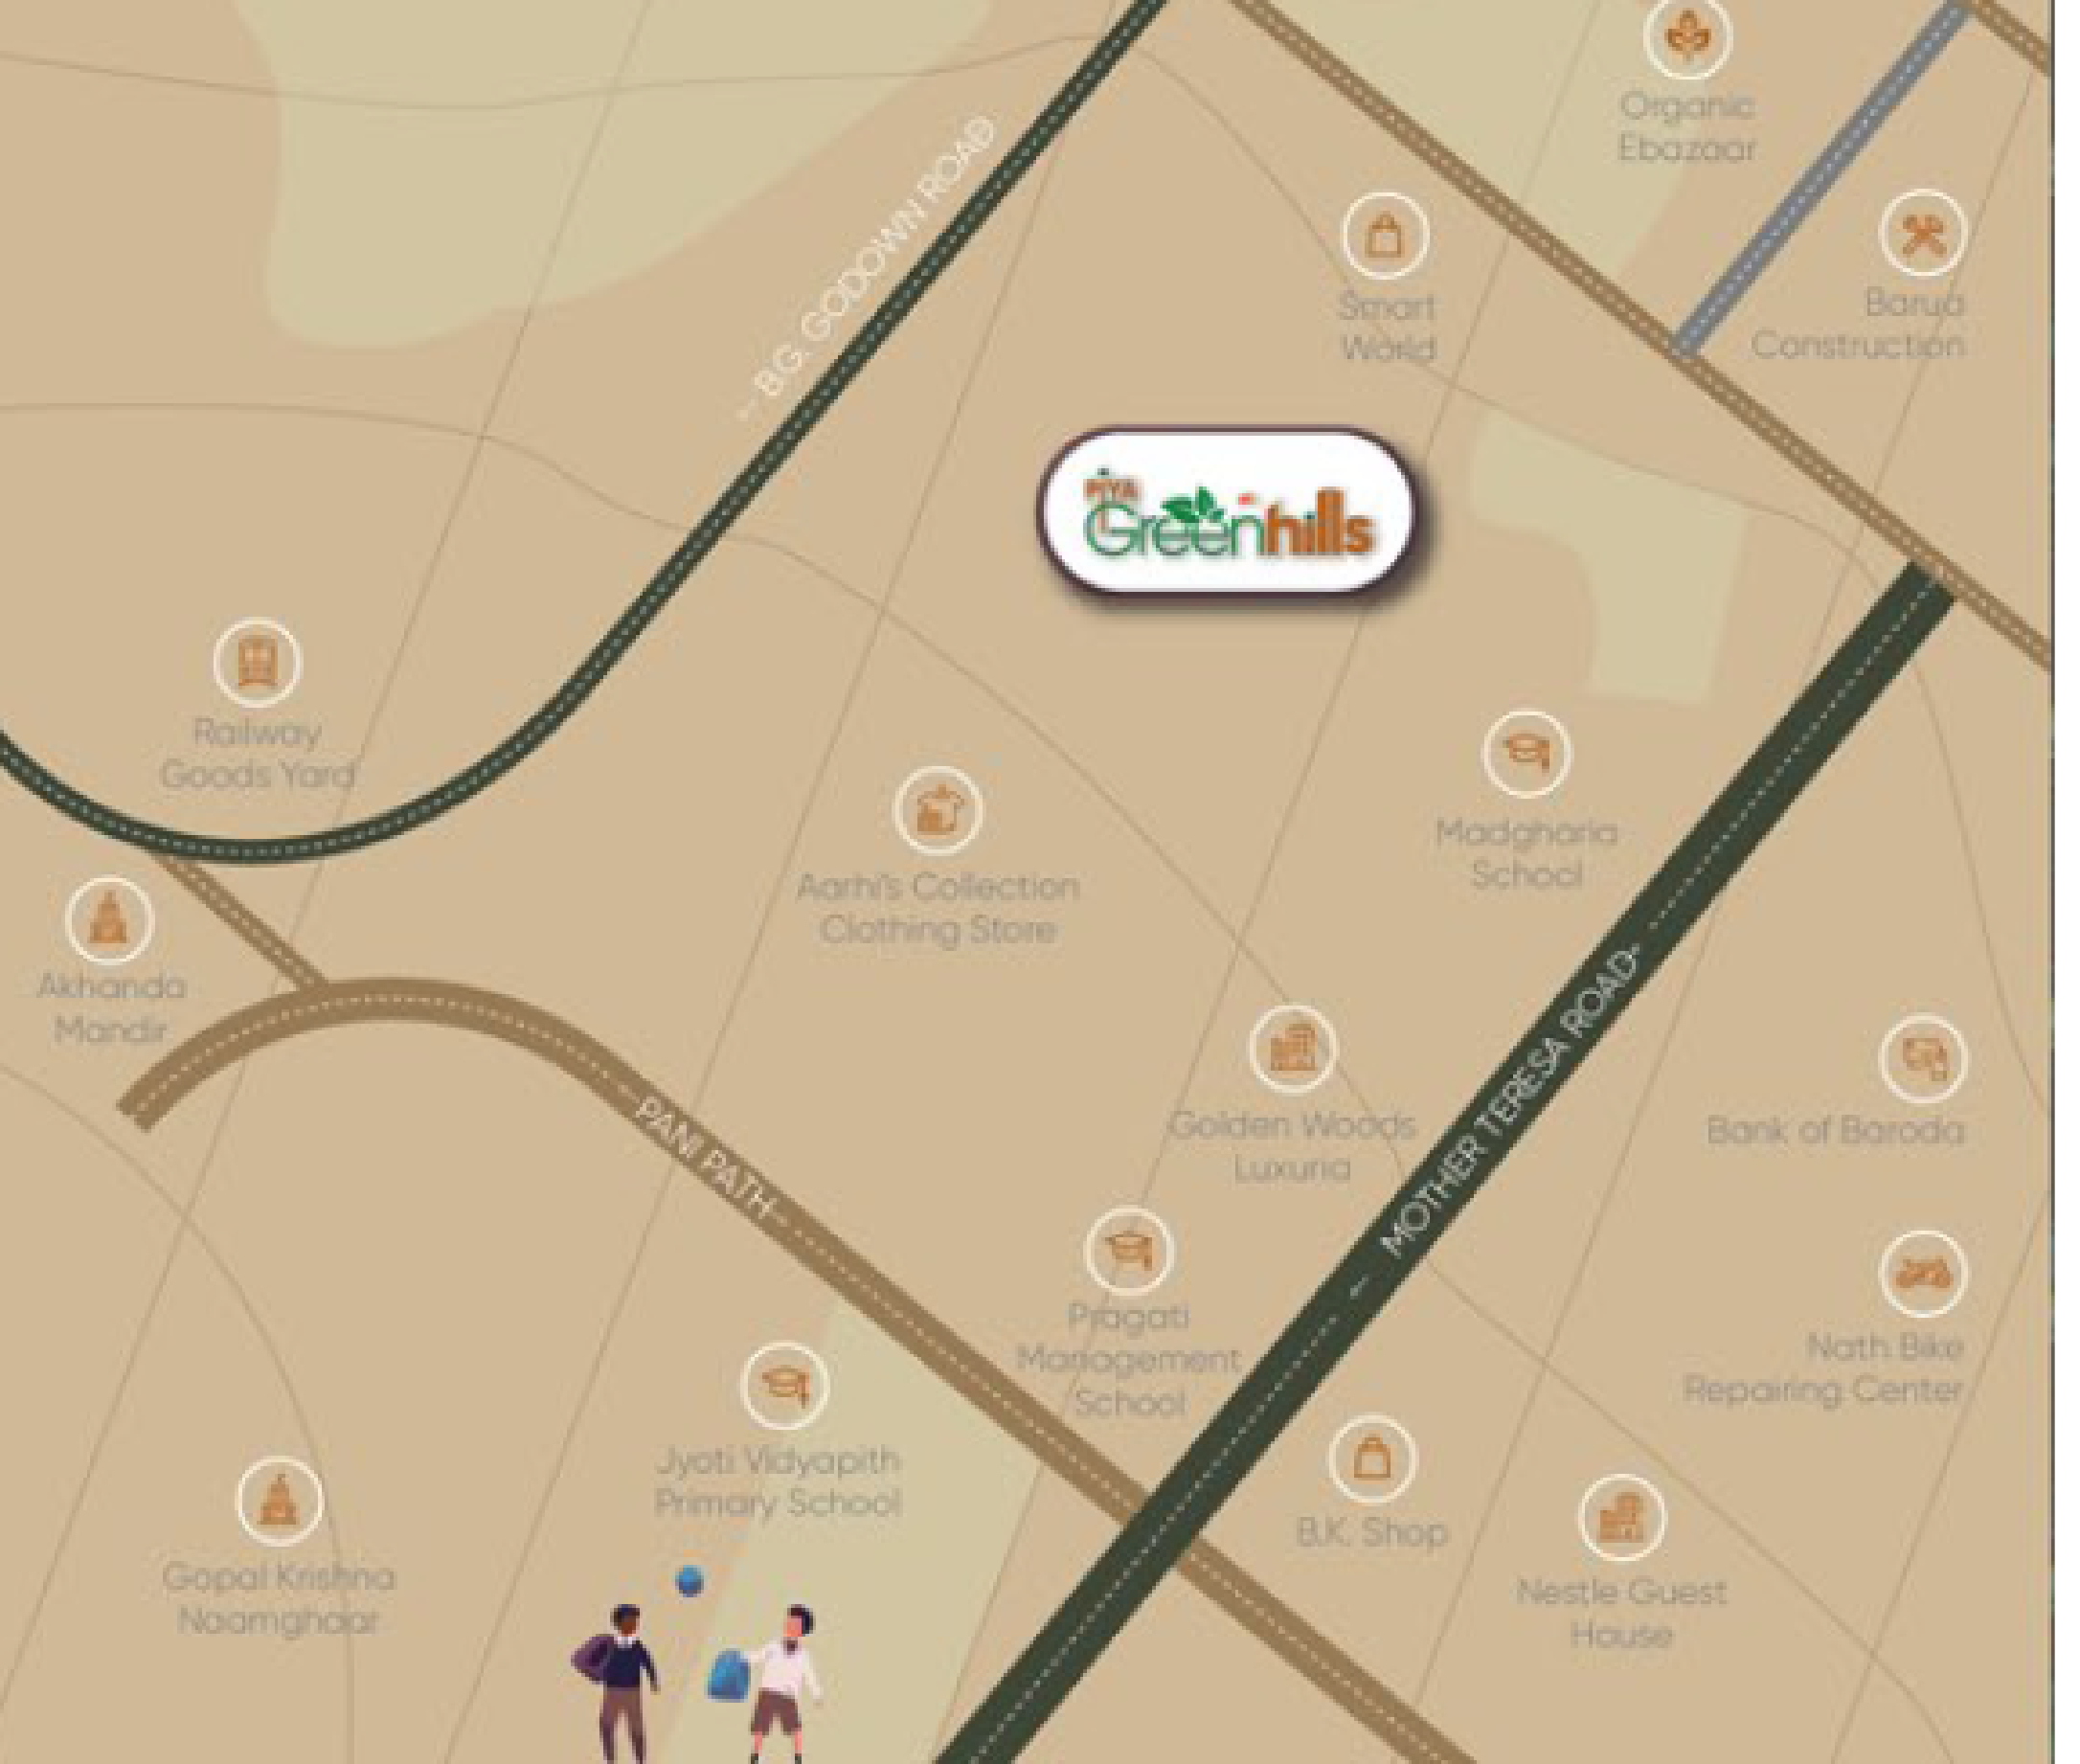 Organic
Ebazaar
B.G. GODOWN ROAD
Smart
World
Barua
Construction
PIYA
Greenhills
Railway
Goods Yard
Madgharia
School
Aarhi's Collection
Clothing Store
Akhanda
Mandir
MOTHER TERESA ROAD
PANI PATH
Golden Woods
Luxuria
Bank of Baroda
Pragati
Management
School
Nath Bike
Repairing Center
Jyoti Vidyapith
Primary School
B.K. Shop
Gopal Krishna
Naamghaar
Nestle Guest
House